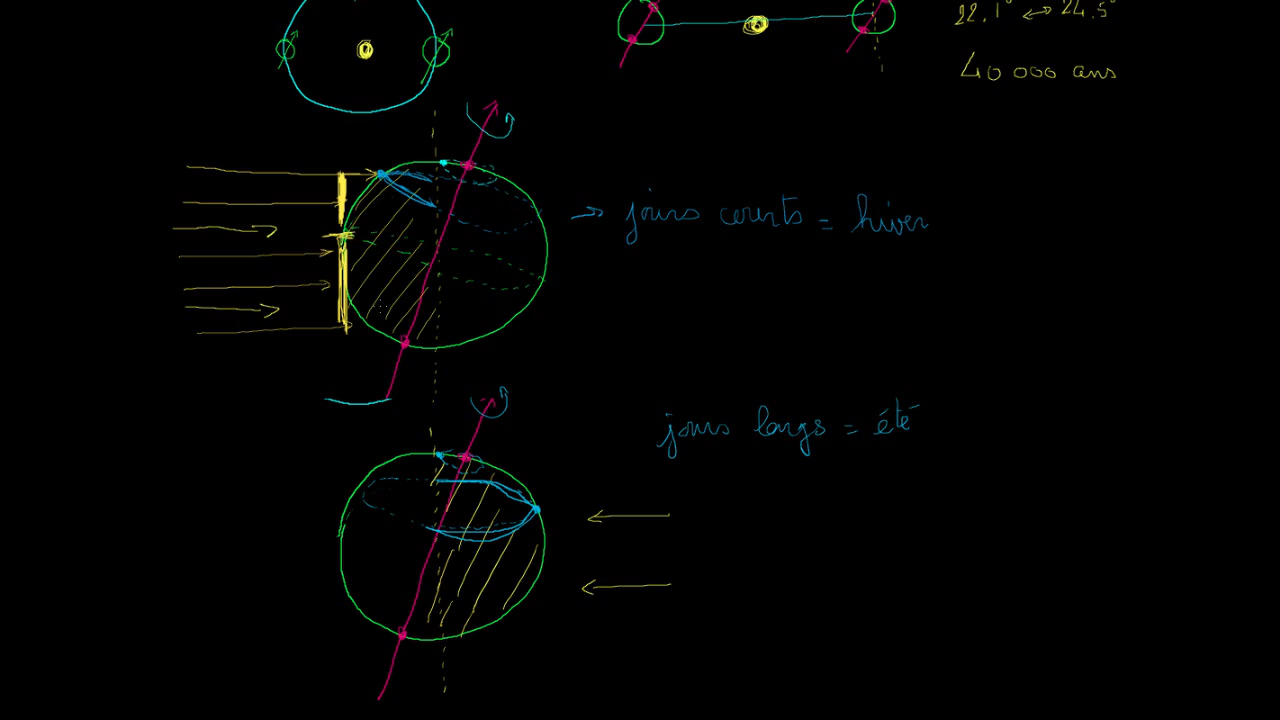 22.1° ↔ 24.5°
40 000 ans
→ jours courts = hiver
jours longs = été